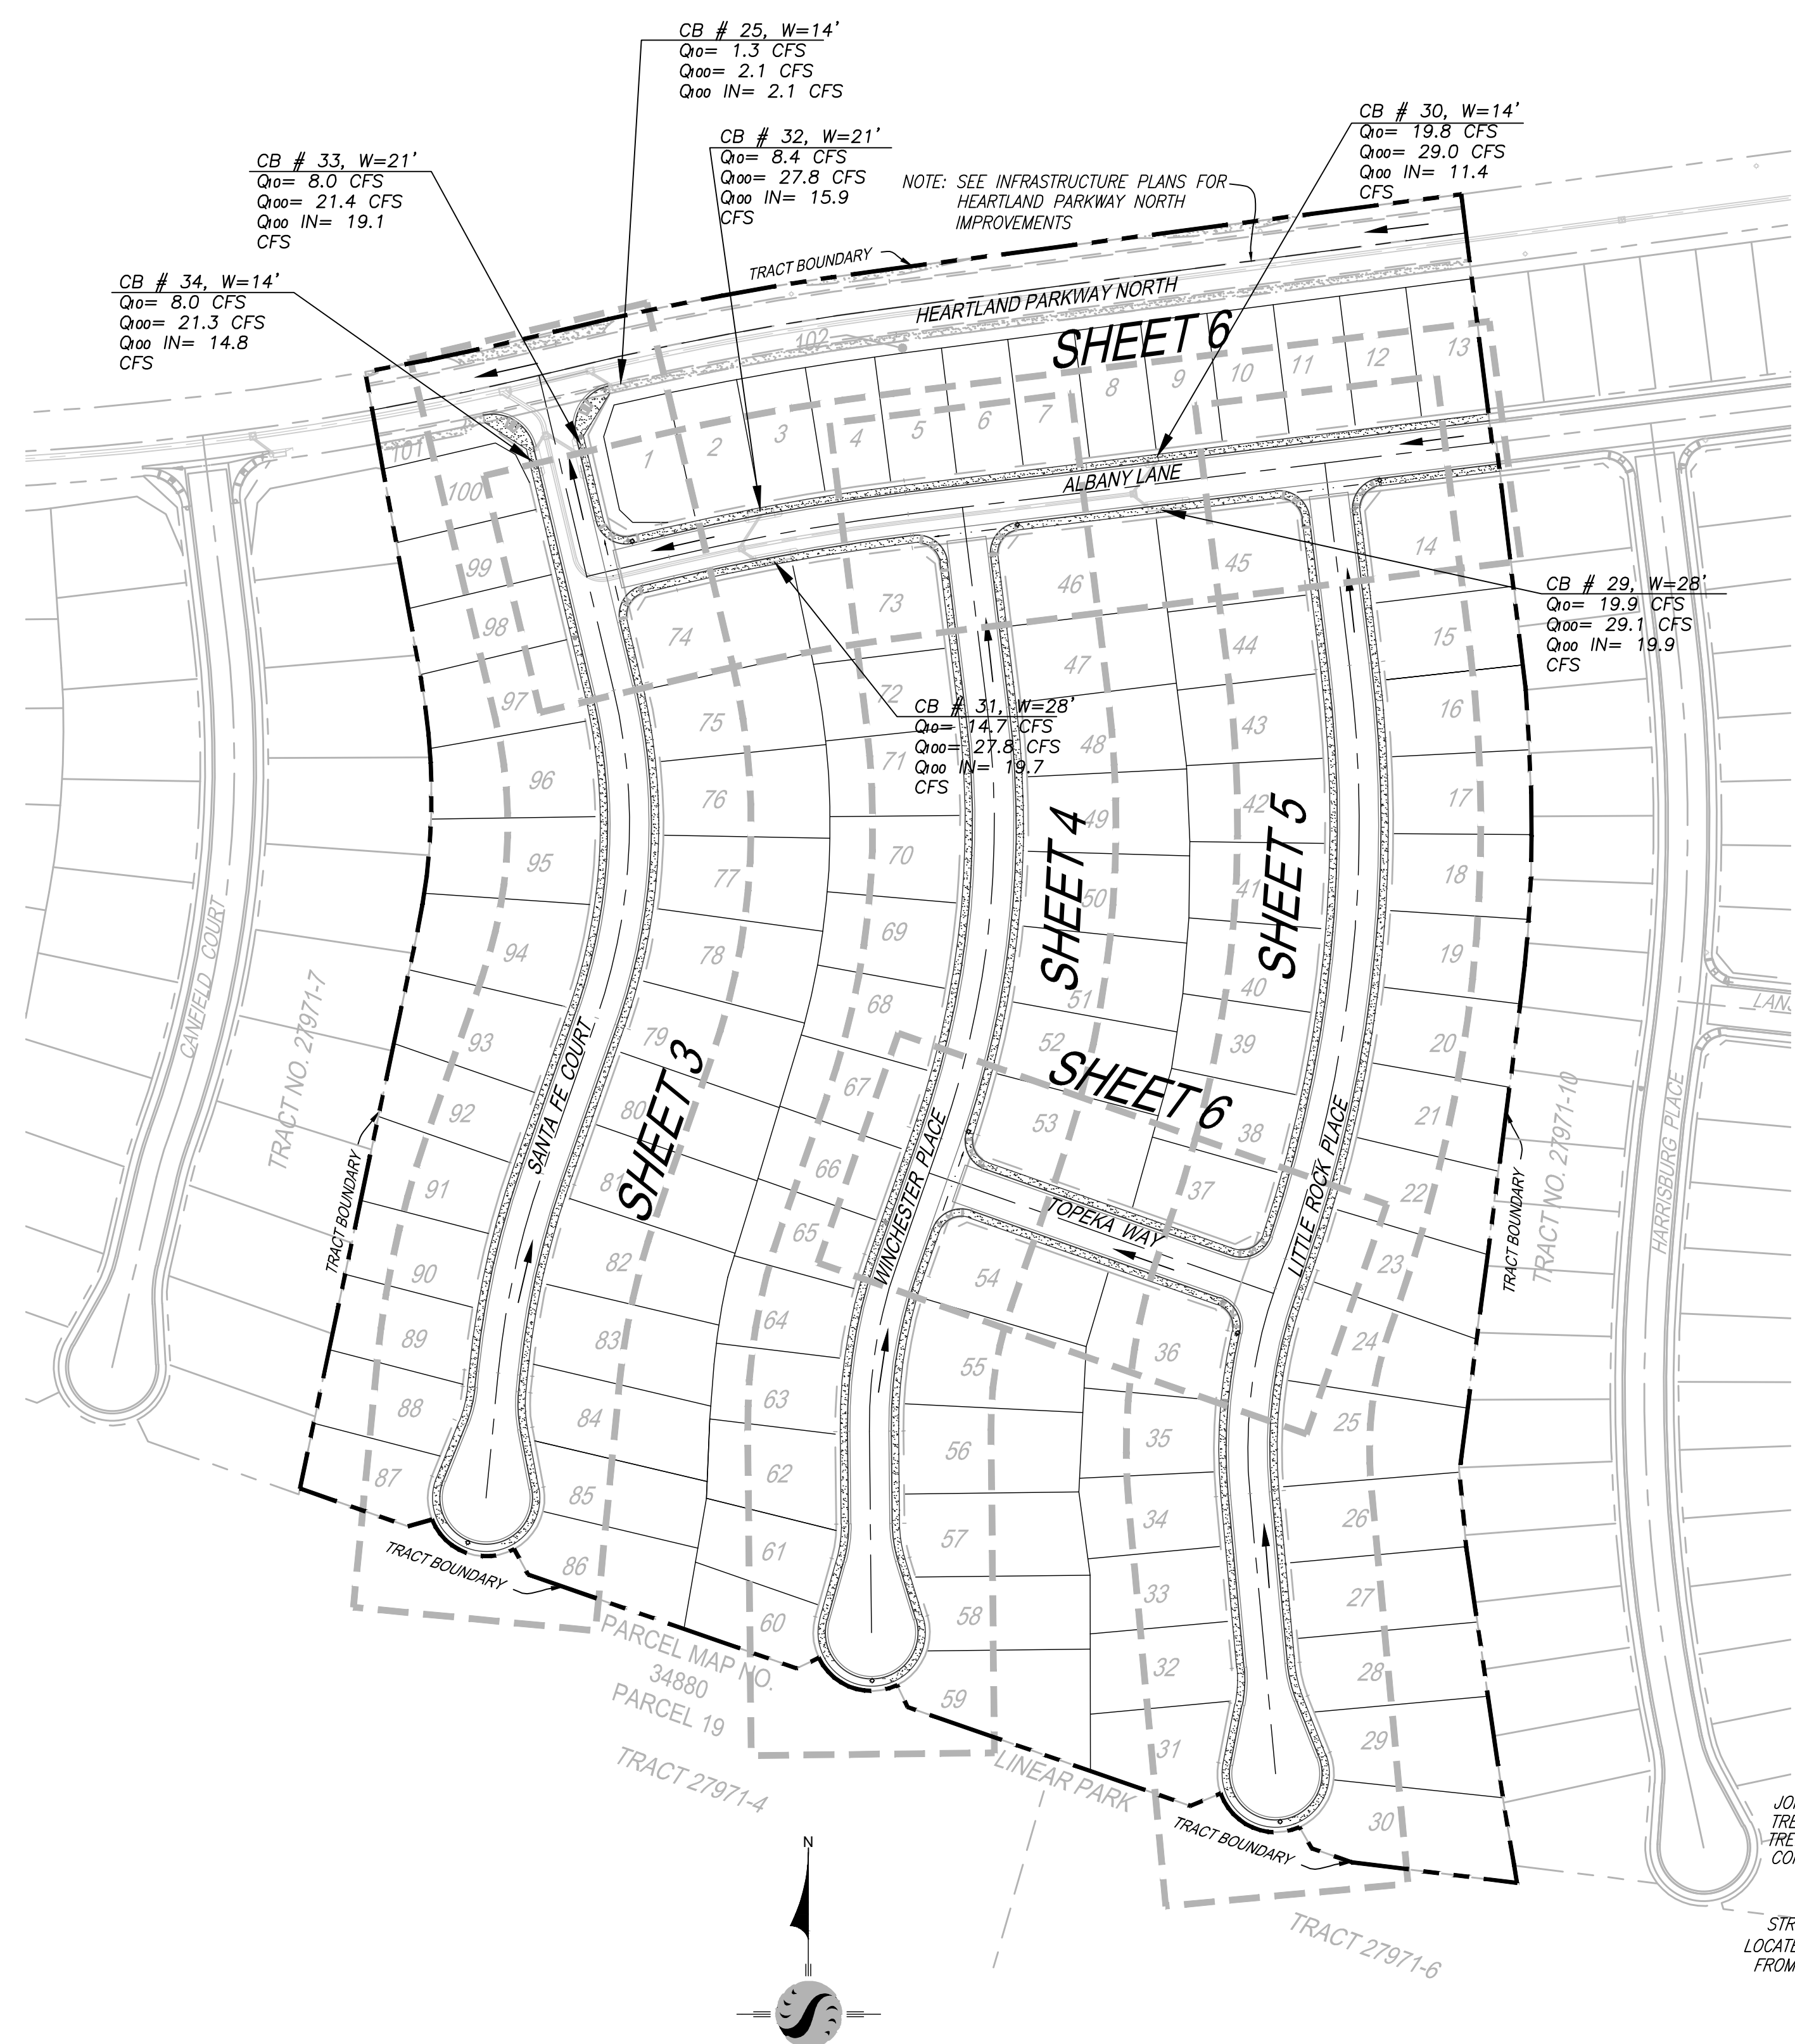 CB # 25, W=14'
Q10= 1.3 CFS
Q100= 2.1 CFS
Q100 IN= 2.1 CFS
CB # 30, W=14'
Q10= 19.8 CFS
Q100= 29.0 CFS
Q100 IN= 11.4
CFS
CB # 32, W=21'
Q10= 8.4 CFS
Q100= 27.8 CFS
Q100 IN= 15.9
CFS
CB # 33, W=21'
Q10= 8.0 CFS
Q100= 21.4 CFS
Q100 IN= 19.1
CFS
NOTE: SEE INFRASTRUCTURE PLANS FOR
HEARTLAND PARKWAY NORTH
IMPROVEMENTS
CB # 34, W=14'
Q10= 8.0 CFS
Q100= 21.3 CFS
Q100 IN= 14.8
CFS
TRACT BOUNDARY
HEARTLAND PARKWAY NORTH
SHEET 6
102
101
100
1
2
3
4
5
6
7
8
9
10
11
12
13
ALBANY LANE
14
CB # 29, W=28'
Q10= 19.9 CFS
Q100= 29.1 CFS
Q100 IN= 19.9
CFS
99
98
97
96
95
94
93
92
91
90
89
88
87
74
75
76
77
78
79
80
81
82
83
84
85
86
73
72
71
70
69
68
67
66
65
64
63
62
61
60
CB # 31, W=28'
Q10= 14.7 CFS
Q100= 27.8 CFS
Q100 IN= 19.7
CFS
46
47
48
49
50
51
52
53
54
55
56
57
58
59
45
44
43
42
41
40
39
38
37
36
35
34
33
32
31
15
16
17
18
19
20
21
22
23
24
25
26
27
28
29
30
SHEET 4
SHEET 5
SHEET 3
SHEET 6
CANFIELD COURT
TRACT NO. 27971-7
SANTA FE COURT
WINCHESTER PLACE
TOPEKA WAY
LITTLE ROCK PLACE
TRACT NO. 27971-10
HARRISBURG PLACE
LAN
TRACT BOUNDARY
TRACT BOUNDARY
TRACT BOUNDARY
PARCEL MAP NO.
34880
PARCEL 19
TRACT 27971-4
LINEAR PARK
TRACT BOUNDARY
TRACT 27971-6
N
TRE
TRE
STR
LOCATE
FROM